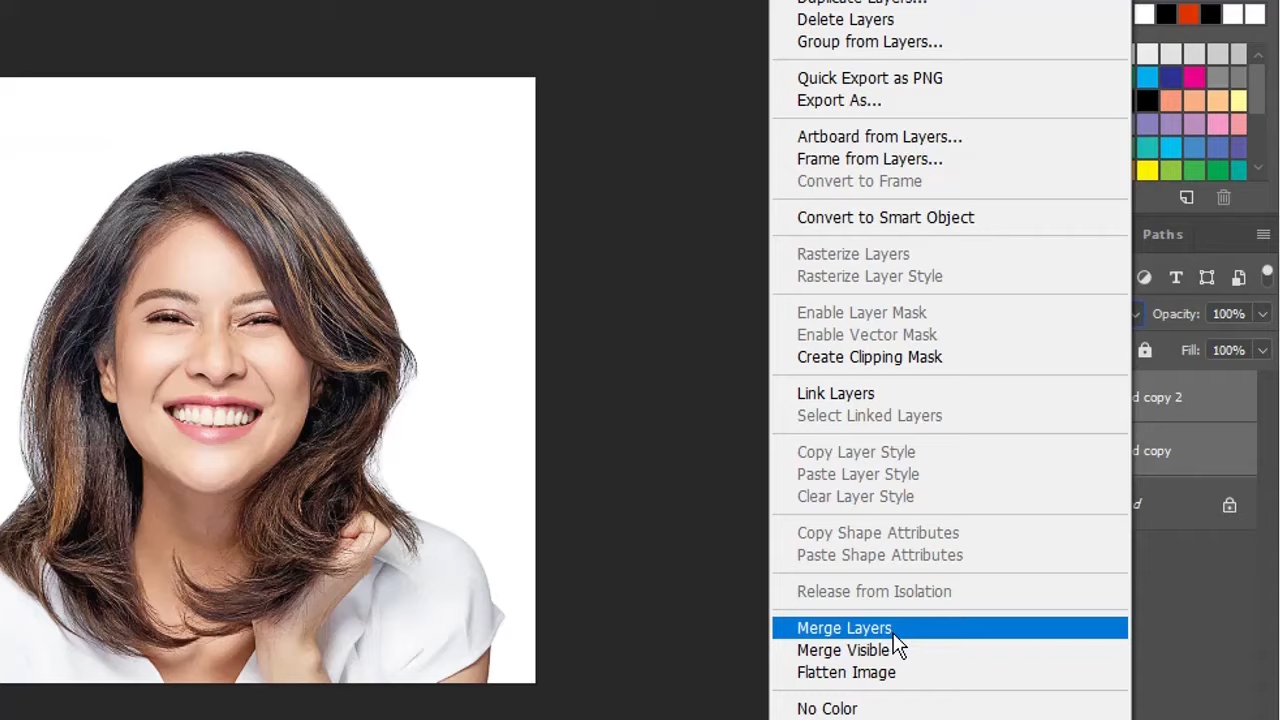 Duplicate Layers...
Delete Layers
Group from Layers...
Quick Export as PNG
Export As...
Artboard from Layers...
Frame from Layers...
Convert to Frame
Convert to Smart Object
Rasterize Layers
Rasterize Layer Style
Enable Layer Mask
Enable Vector Mask
Create Clipping Mask
Link Layers
Select Linked Layers
Copy Layer Style
Paste Layer Style
Clear Layer Style
Copy Shape Attributes
Paste Shape Attributes
Release from Isolation
Merge Layers
Merge Visible
Flatten Image
No Color
Paths
Opacity: 100%
Fill: 100%
d copy 2
d copy
d